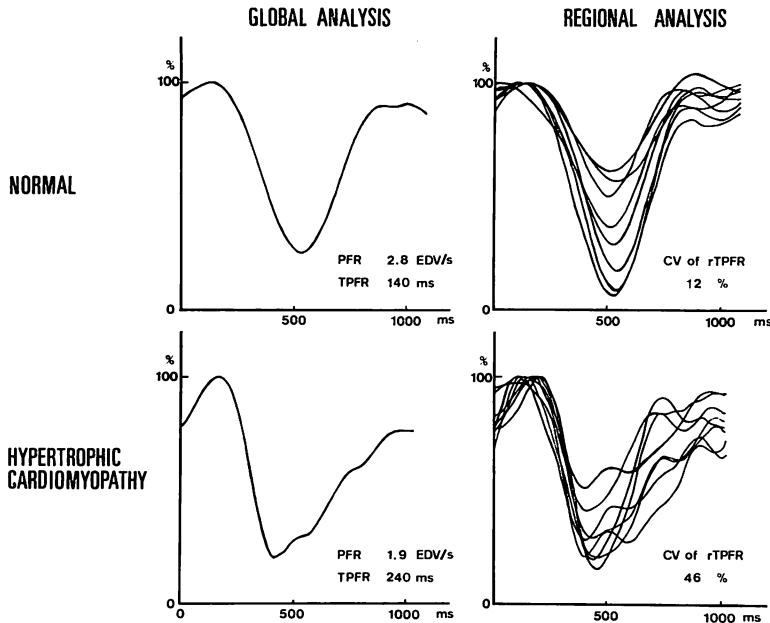 GLOBAL ANALYSIS
REGIONAL ANALYSIS
NORMAL
%
100
0
500
1000
ms
PFR 2.8 EDV/s
TPFR 140 ms
%
100
0
500
1000
ms
CV of rTPFR
12 %
HYPERTROPHIC
CARDIOMYOPATHY
%
100
0
0
500
1000
ms
PFR 1.9 EDV/s
TPFR 240 ms
%
100
0
0
500
1000
ms
CV of rTPFR
46 %